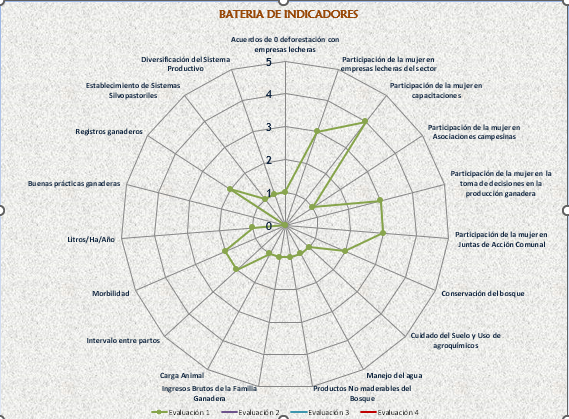 BATERIA DE INDICADORES
Acuerdos de 0 deforestación con
empresas lecheras
Participación de la mujer en
empresas lecheras del sector
Participación de la mujer en
capacitaciones
Participación de la mujer en
Asociaciones campesinas
Participación de la mujer en la
toma de decisiones en la
producción ganadera
Participación de la mujer en
Juntas de Acción Comunal
Conservación del bosque
Cuidado del Suelo y Uso de
agroquímicos
Manejo del agua
Productos No maderables del
Bosque
Ingresos Brutos de la Familia
Ganadera
Carga Animal
Intervalo entre partos
Morbilidad
Litros/Ha/Año
Buenas prácticas ganaderas
Registros ganaderos
Establecimiento de Sistemas
Silvopastoriles
Diversificación del Sistema
Productivo
5
4
3
2
1
0
Evaluación 1
Evaluación 2
Evaluación 3
Evaluación 4